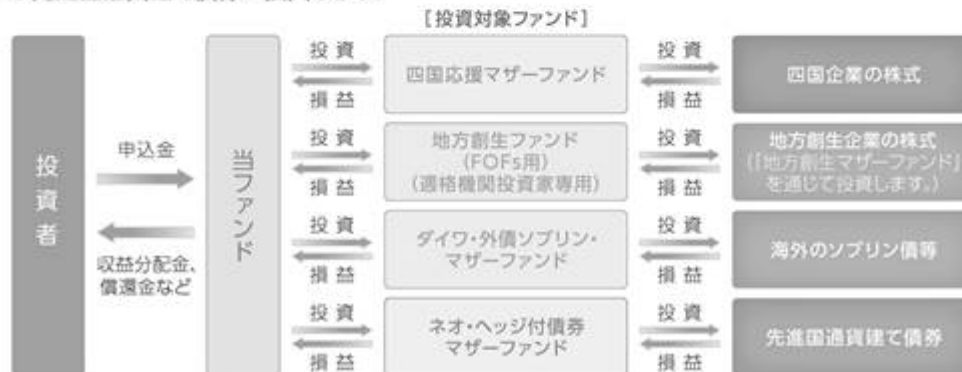 [投資対象ファンド]
投資者
申込金
収益分配金、
償還金など
当ファンド
投資
損益
四国応援マザーファンド
投資
損益
四国企業の株式
投資
損益
地方創生ファンド
(FOFs用)
(適格機関投資家専用)
投資
損益
地方創生企業の株式
(「地方創生マザーファンド」
を通じて投資します。)
投資
損益
ダイワ・外債ソブリン・
マザーファンド
投資
損益
海外のソブリン債等
投資
損益
ネオ・ヘッジ付債券
マザーファンド
投資
損益
先進国通貨建て債券